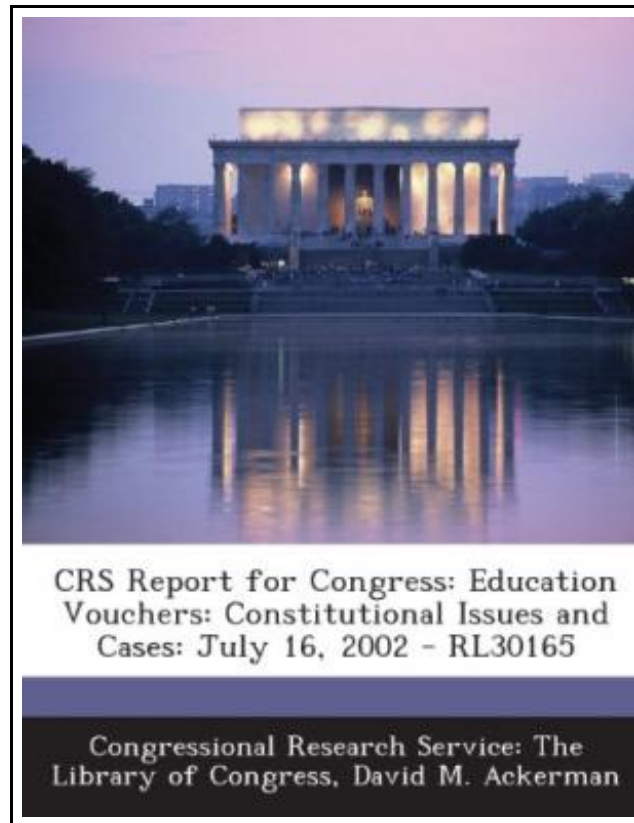 CRS Report for Congress: Education
Vouchers: Constitutional Issues and
Cases: July 16, 2002 - RL30165
Congressional Research Service: The
Library of Congress, David M. Ackerman